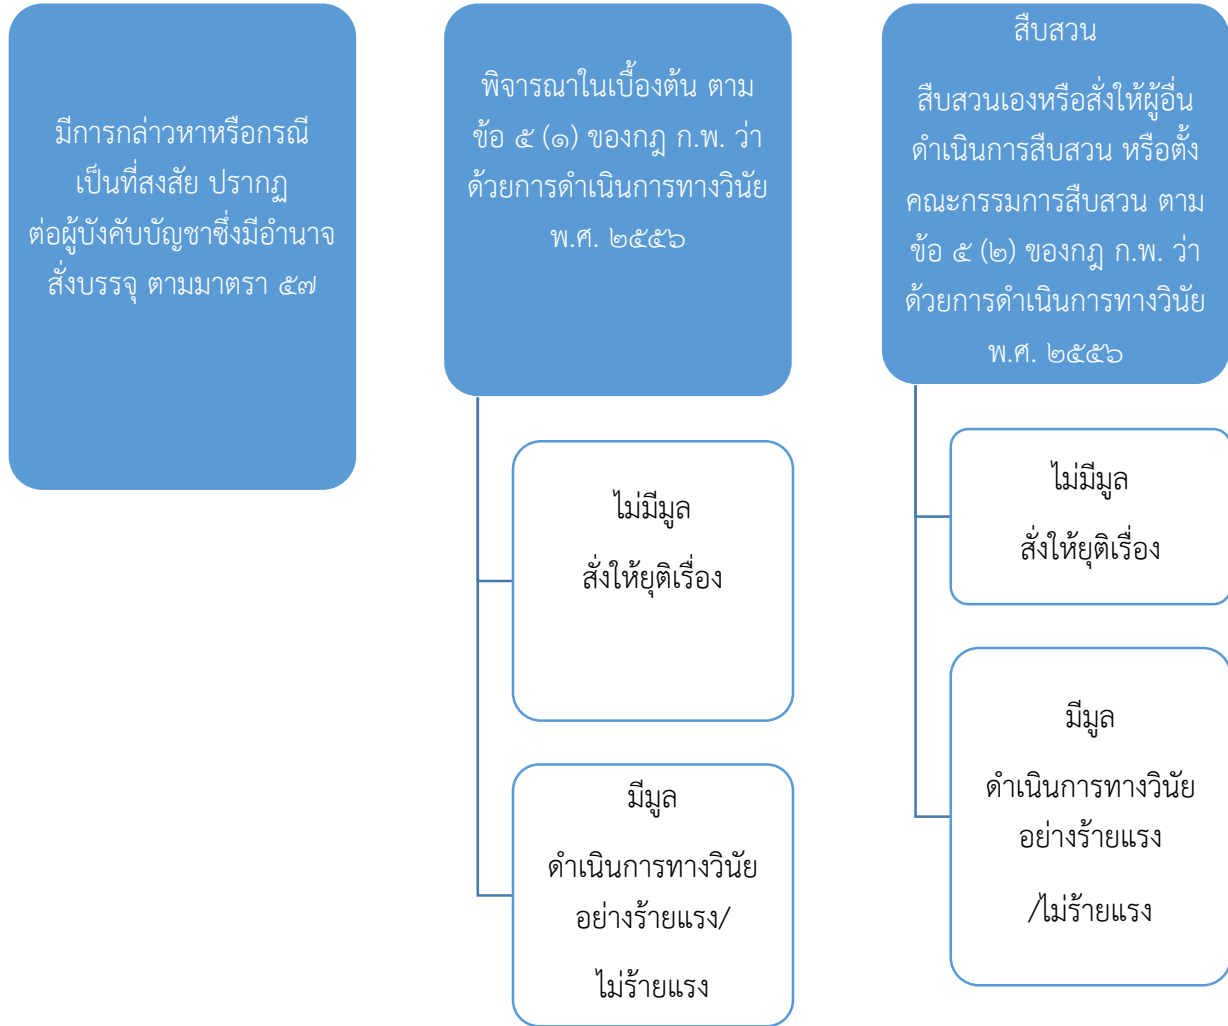 มีการกล่าวหาหรือกรณี
เป็นที่สงสัย ปรากฏ
ต่อผู้บังคับบัญชาซึ่งมีอำนาจ
สั่งบรรจุ ตามมาตรา ๕๗
พิจารณาในเบื้องต้น ตาม
ข้อ ๕ (๑) ของกฎ ก.พ. ว่า
ด้วยการดำเนินการทางวินัย
พ.ศ. ๒๕๕๖
ไม่มีมูล
สั่งให้ยุติเรื่อง
มีมูล
ดำเนินการทางวินัย
อย่างร้ายแรง/
ไม่ร้ายแรง
สืบสวน
สืบสวนเองหรือสั่งให้ผู้อื่น
ดำเนินการสืบสวน หรือตั้ง
คณะกรรมการสืบสวน ตาม
ข้อ ๕ (๒) ของกฎ ก.พ. ว่า
ด้วยการดำเนินการทางวินัย
พ.ศ. ๒๕๕๖
ไม่มีมูล
สั่งให้ยุติเรื่อง
มีมูล
ดำเนินการทางวินัย
อย่างร้ายแรง
/ไม่ร้ายแรง